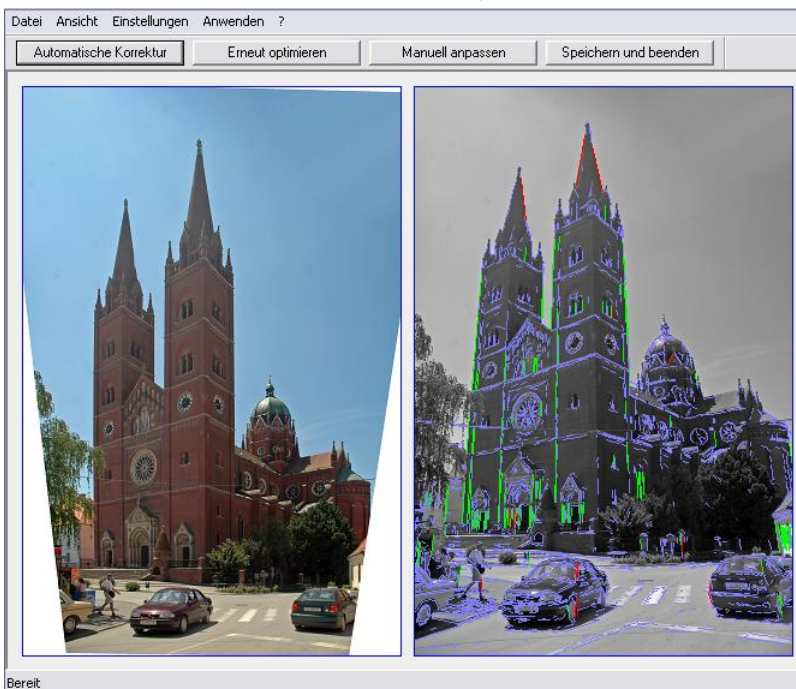 Datei Ansicht Einstellungen Anwenden ?
Automatische Korrektur Erneut optimieren Manuell anpassen Speichern und beenden
Bereit